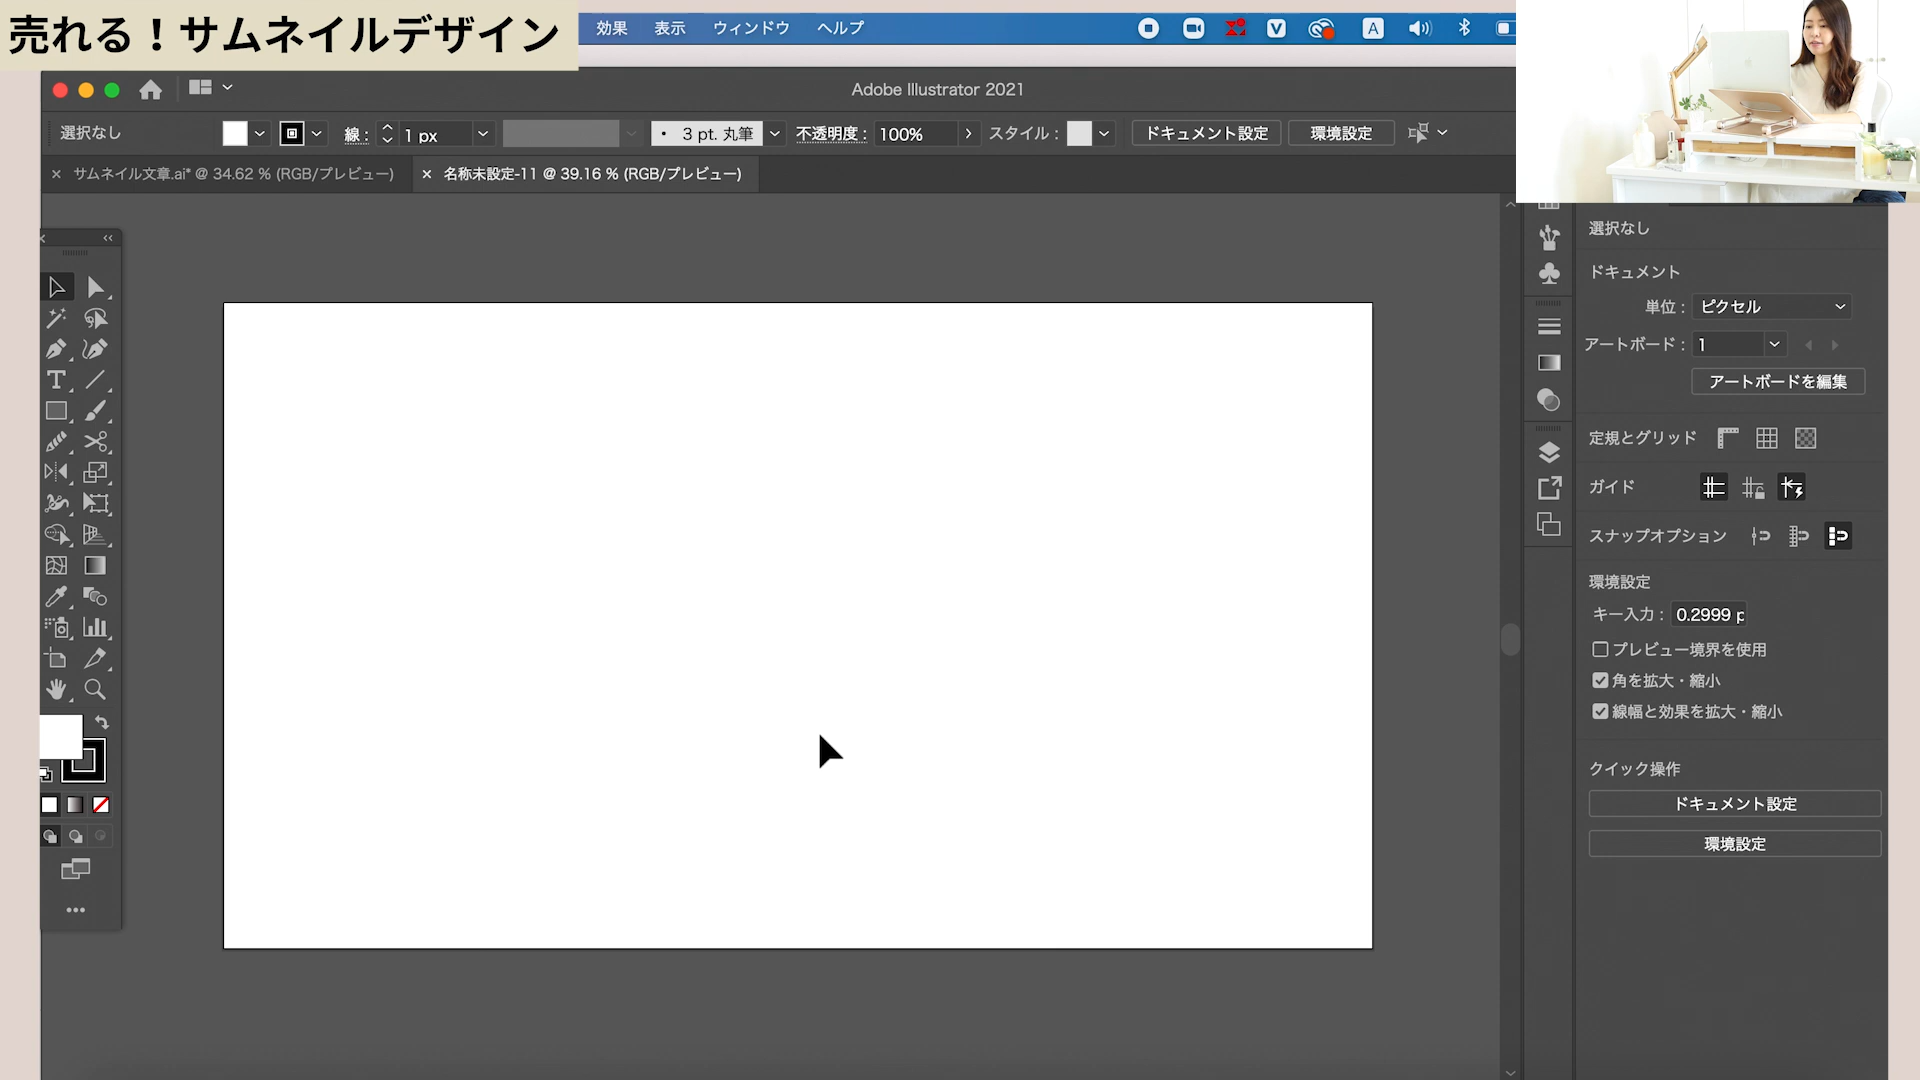 売れる！サムネイルデザイン
効果 表示 ウィンドウ ヘルプ
A
Adobe Illustrator 2021
選択なし 線： 1 px 3 pt. 丸筆 不透明度： 100% スタイル： ドキュメント設定 環境設定
サムネイル文章.ai* @ 34.62 % (RGB/プレビュー) 名称未設定-11 @ 39.16 % (RGB/プレビュー)
選択なし
ドキュメント
単位： ピクセル
アートボード： 1
アートボードを編集
定規とグリッド
ガイド
スナップオプション
環境設定
キー入力： 0.2999 p
プレビュー境界を使用
角を拡大・縮小
線幅と効果を拡大・縮小
クイック操作
ドキュメント設定
環境設定